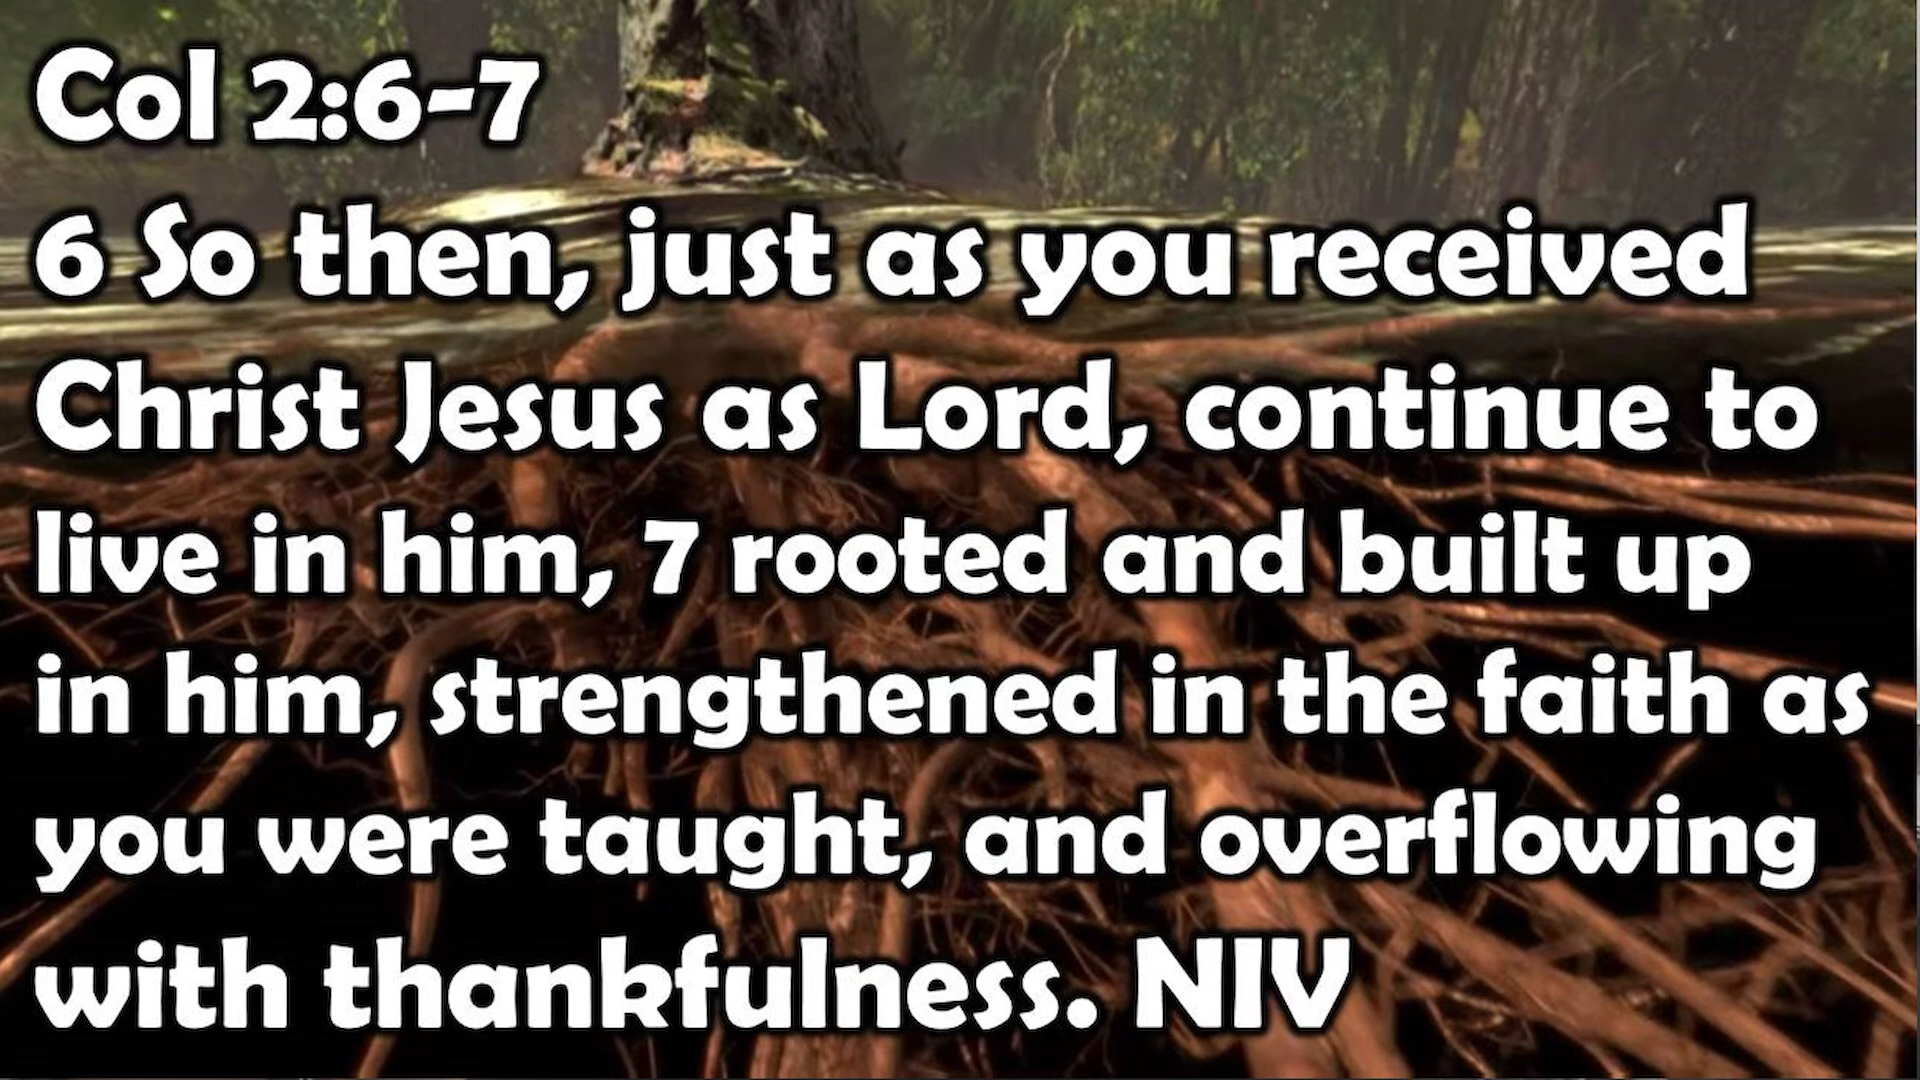 Col 2:6-7
6 So then, just as you received
Christ Jesus as Lord, continue to
live in him, 7 rooted and built up
in him, strengthened in the faith as
you were taught, and overflowing
with thankfulness. NIV